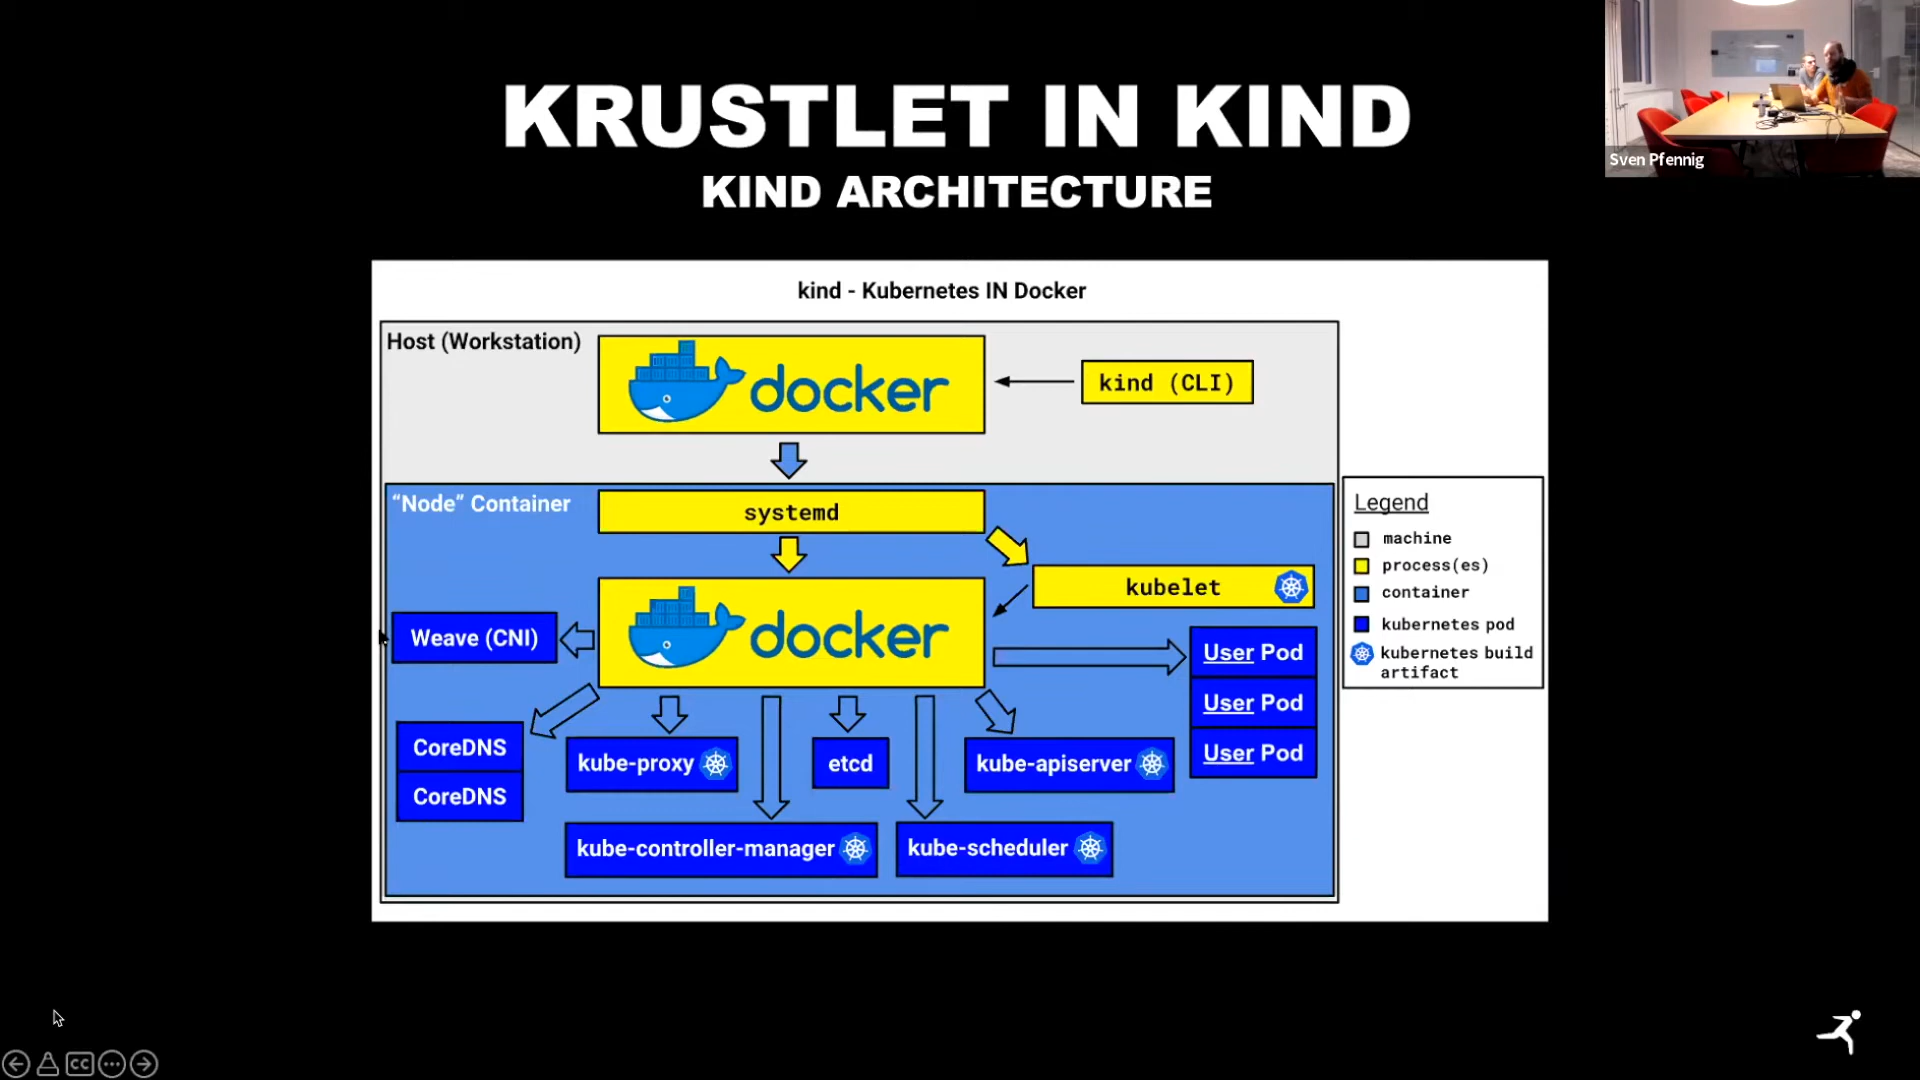 KRUSTLET IN KIND
KIND ARCHITECTURE
Sven Pfennig
kind - Kubernetes IN Docker
Host (Workstation)
docker
kind (CLI)
“Node” Container
systemd
kubelet
docker
Weave (CNI)
User Pod
User Pod
User Pod
CoreDNS
CoreDNS
kube-proxy
etcd
kube-apiserver
kube-controller-manager
kube-scheduler
Legend
machine
process(es)
container
kubernetes pod
kubernetes build
artifact
CC